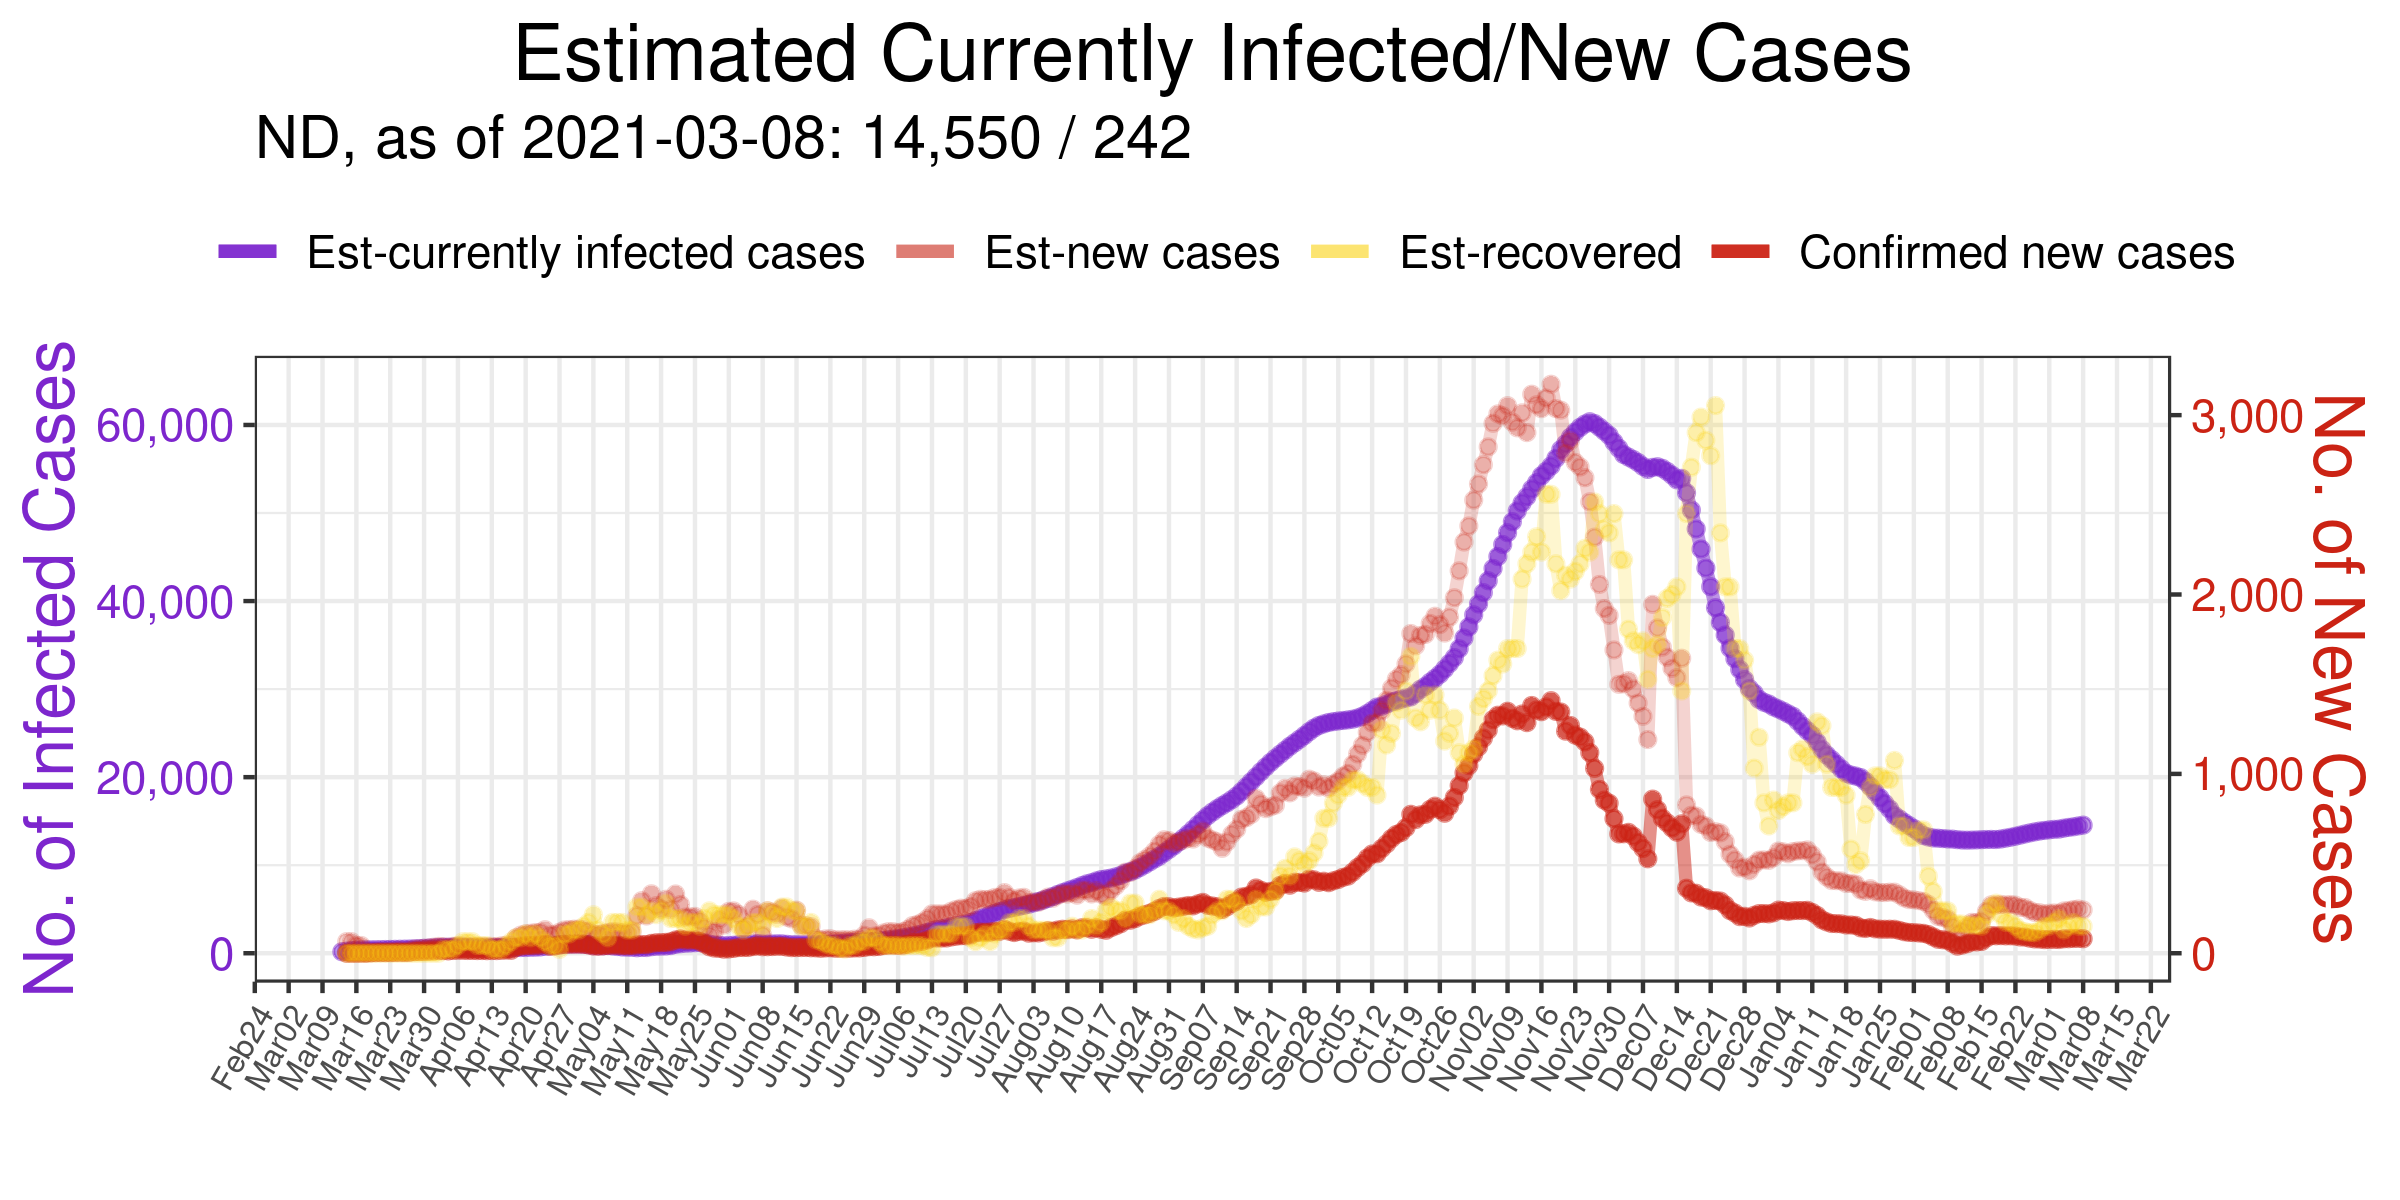 Estimated Currently Infected/New Cases
ND, as of 2021-03-08: 14,550 / 242
Est-currently infected cases Est-new cases Est-recovered Confirmed new cases
No. of Infected Cases
60,000
40,000
20,000
0
3,000
2,000
1,000
0
No. of New Cases
Feb24 Mar02 Mar09 Mar16 Mar23 Mar30 Apr06 Apr13 Apr20 Apr27 May04 May11 May18 May25 Jun01 Jun08 Jun15 Jun22 Jun29 Jul06 Jul13 Jul20 Jul27 Aug03 Aug10 Aug17 Aug24 Aug31 Sep07 Sep14 Sep21 Sep28 Oct05 Oct12 Oct19 Oct26 Nov02 Nov09 Nov16 Nov23 Nov30 Dec07 Dec14 Dec21 Dec28 Jan04 Jan11 Jan18 Jan25 Feb01 Feb08 Feb15 Feb22 Mar01 Mar08 Mar15 Mar22